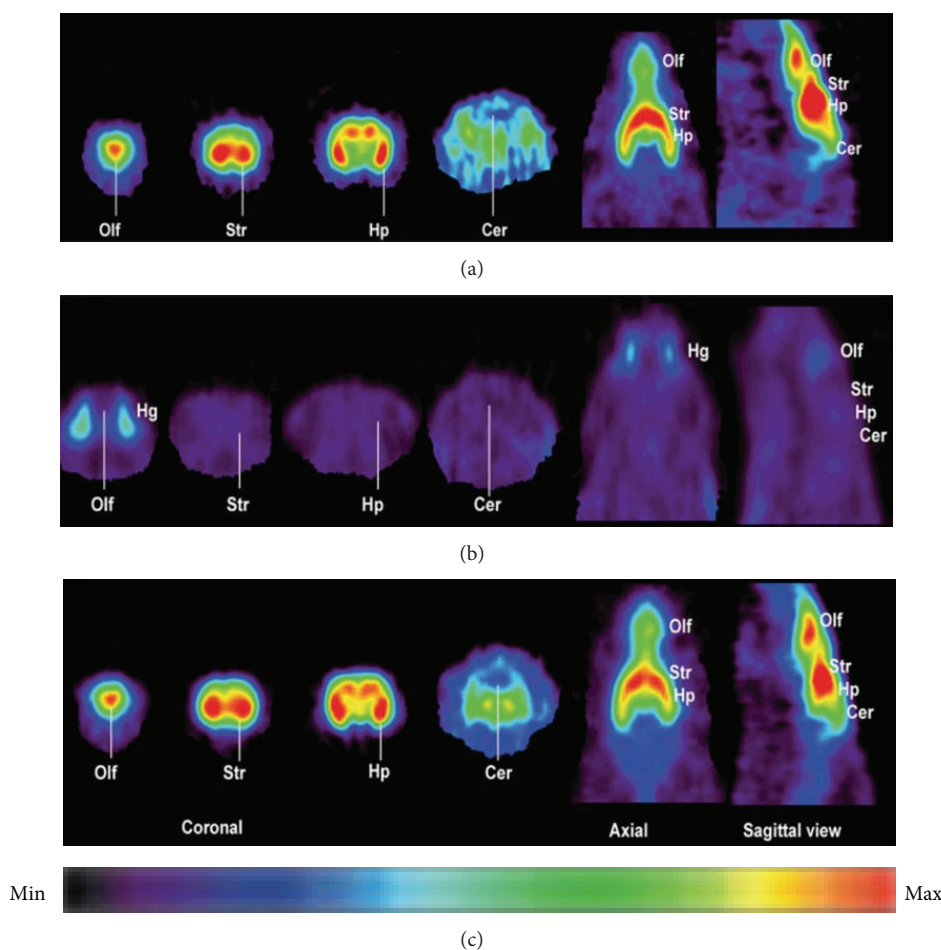 Olf
Str
Hp
Cer
Olf
Str
Hp
Olf
Str
Hp
Cer
(a)
Hg
Olf
Str
Hp
Cer
Hg
Olf
Str
Hp
Cer
(b)
Olf
Str
Hp
Cer
Olf
Str
Hp
Olf
Str
Hp
Cer
Coronal
Axial
Sagittal view
Min
Max
(c)